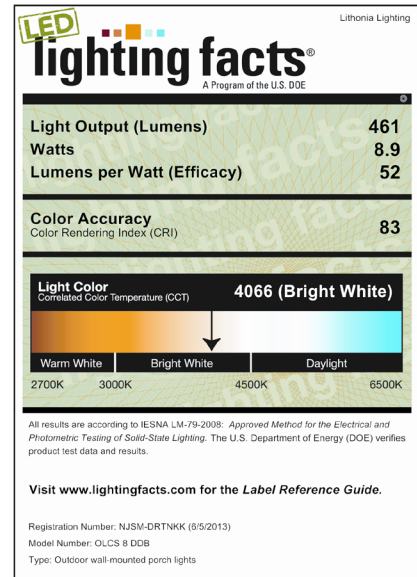 Lithonia Lighting
LED
lighting facts®
A Program of the U.S. DOE
Light Output (Lumens) 461
Watts 8.9
Lumens per Watt (Efficacy) 52
Color Accuracy
Color Rendering Index (CRI) 83
Light Color
Correlated Color Temperature (CCT) 4066 (Bright White)
Warm White Bright White Daylight
2700K 3000K 4500K 6500K
All results are according to IESNA LM-79-2008: Approved Method for the Electrical and
Photometric Testing of Solid-State Lighting. The U.S. Department of Energy (DOE) verifies
product test data and results.
Visit www.lightingfacts.com for the Label Reference Guide.
Registration Number: NJSM-DRTNKK (6/5/2013)
Model Number: OLCS 8 DDB
Type: Outdoor wall-mounted porch lights